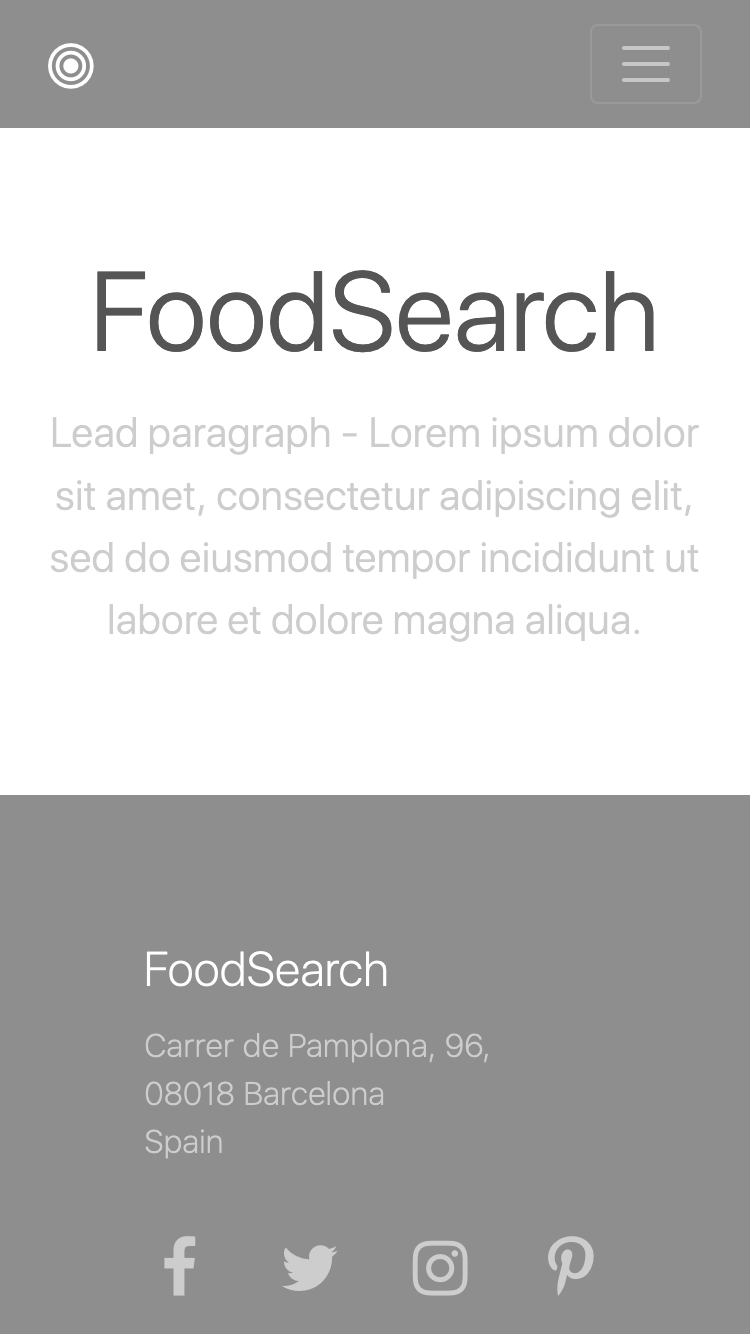 FoodSearch
Lead paragraph - Lorem ipsum dolor
sit amet, consectetur adipiscing elit,
sed do eiusmod tempor incididunt ut
labore et dolore magna aliqua.
FoodSearch
Carrer de Pamplona, 96,
08018 Barcelona
Spain